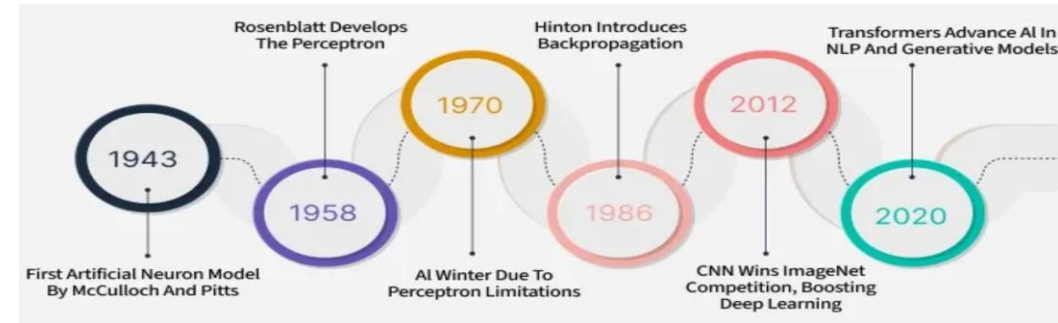 Rosenblatt Develops
The Perceptron
Hinton Introduces
Backpropagation
Transformers Advance AI In
NLP And Generative Models
1943
1958
1970
1986
2012
2020
First Artificial Neuron Model
By McCulloch And Pitts
AI Winter Due To
Perceptron Limitations
CNN Wins ImageNet
Competition, Boosting
Deep Learning